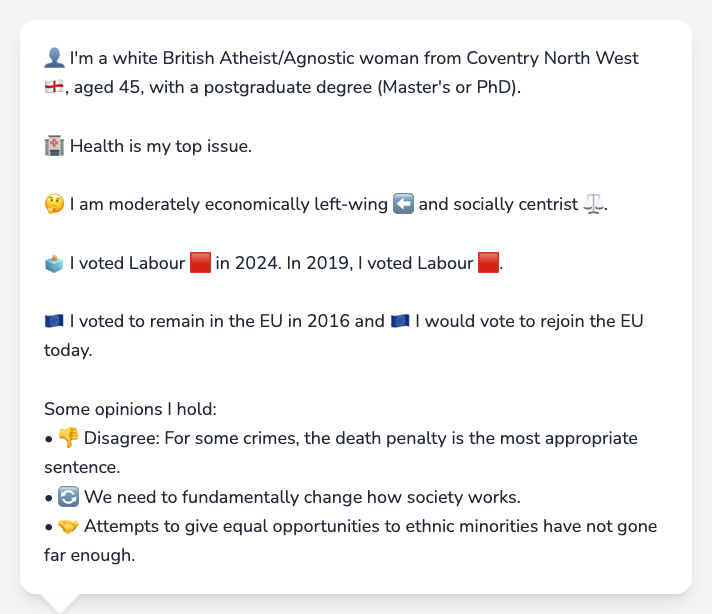 👤 I'm a white British Atheist/Agnostic woman from Coventry North West
🏴󠁧󠁢󠁥󠁮󠁧󠁿, aged 45, with a postgraduate degree (Master's or PhD).
🏥 Health is my top issue.
🤔 I am moderately economically left-wing ⬅️ and socially centrist ⚖️.
🗳️ I voted Labour 🟥 in 2024. In 2019, I voted Labour 🟥.
🇪🇺 I voted to remain in the EU in 2016 and 🇪🇺 I would vote to rejoin the EU
today.
Some opinions I hold:
• 👎 Disagree: For some crimes, the death penalty is the most appropriate
sentence.
• 🔄 We need to fundamentally change how society works.
• 🤝 Attempts to give equal opportunities to ethnic minorities have not gone
far enough.